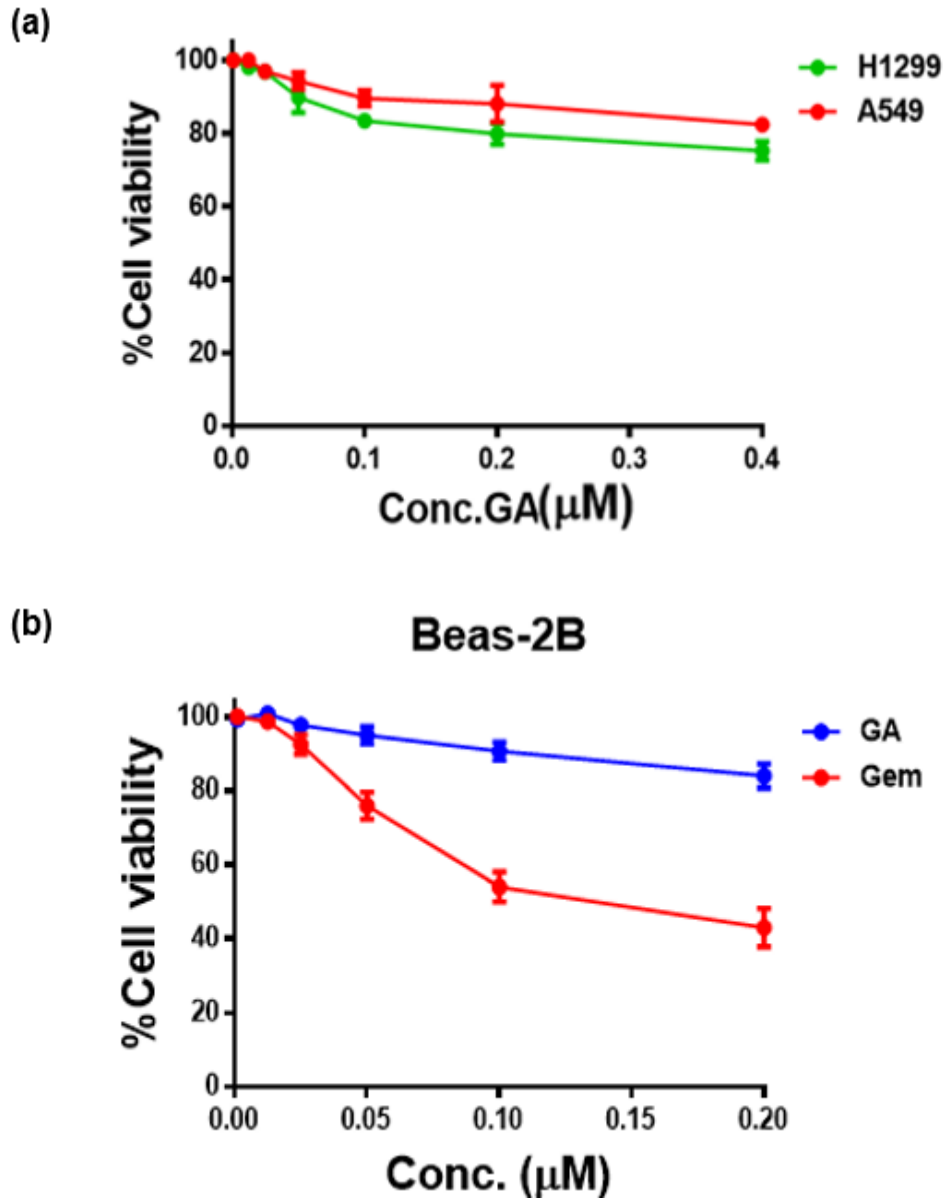 (a)
100
80
60
40
20
0
%Cell viability
0.0 0.1 0.2 0.3 0.4
Conc.GA(μM)
H1299
A549
(b)
Beas-2B
100
80
60
40
20
0
%Cell viability
0.00 0.05 0.10 0.15 0.20
Conc. (μM)
GA
Gem